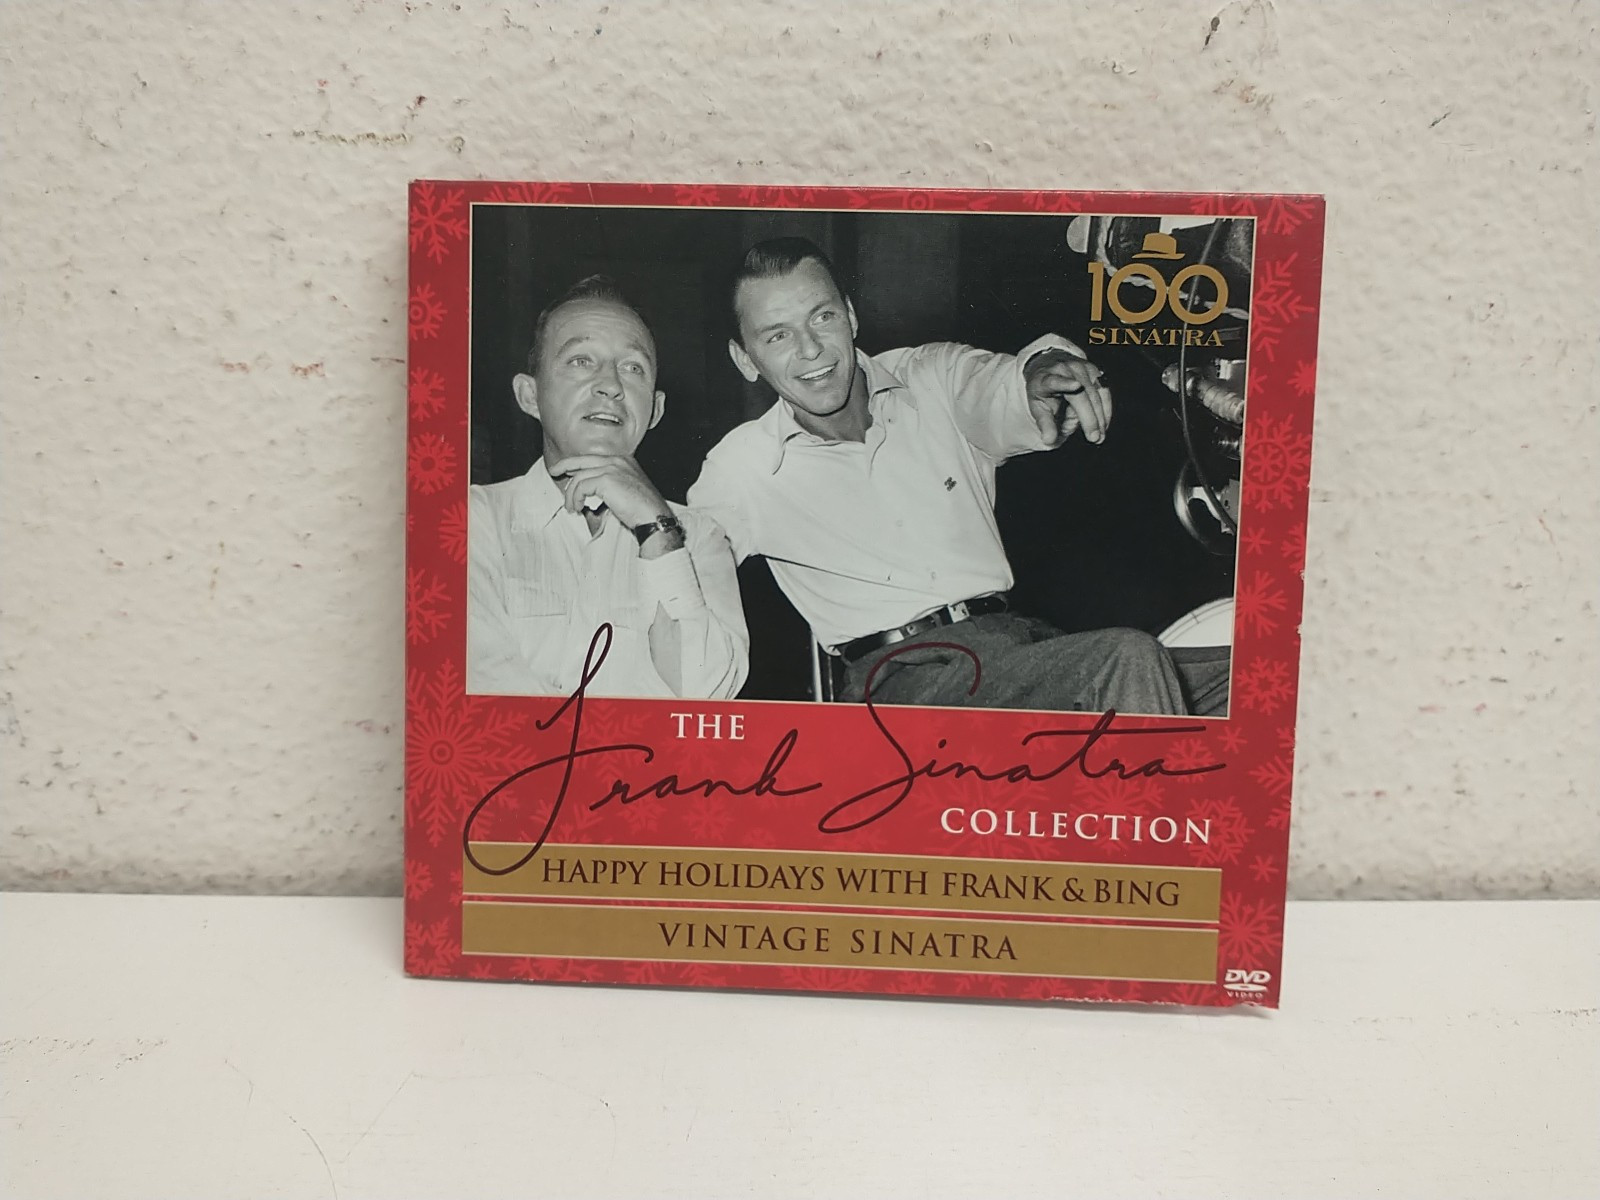 100
SINATRA
THE
Frank Sinatra
COLLECTION
HAPPY HOLIDAYS WITH FRANK & BING
VINTAGE SINATRA
DVD
VIDEO